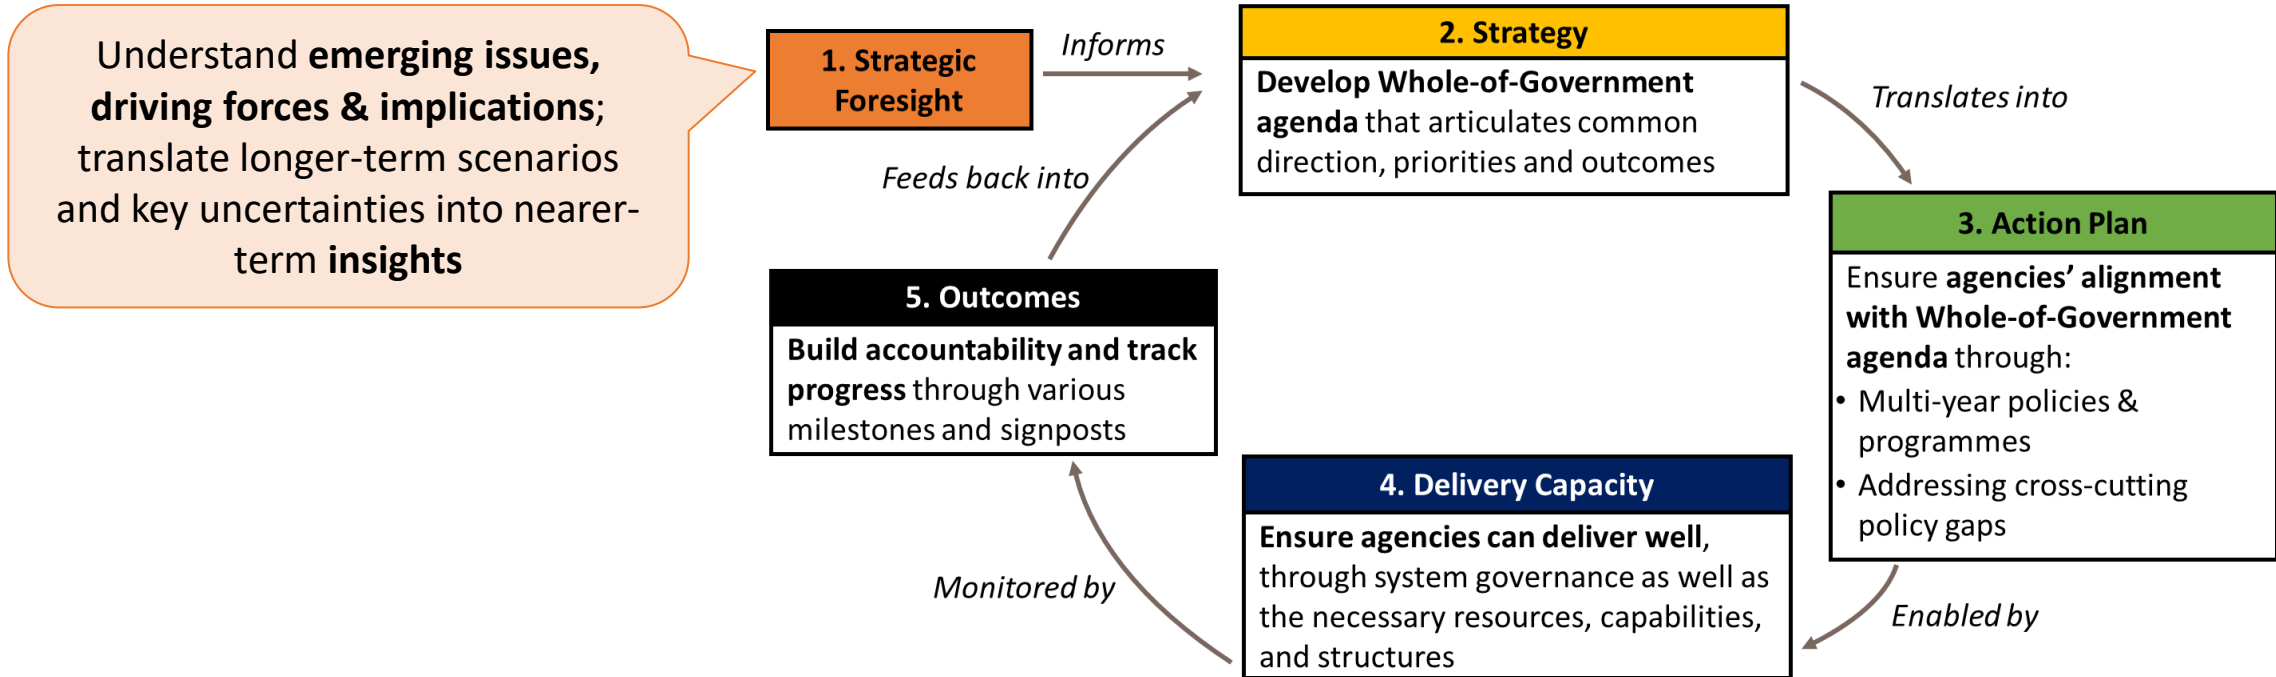 Understand emerging issues,
driving forces & implications;
translate longer-term scenarios
and key uncertainties into nearer-
term insights
1. Strategic
Foresight
Informs
2. Strategy
Develop Whole-of-Government
agenda that articulates common
direction, priorities and outcomes
Translates into
3. Action Plan
Ensure agencies’ alignment
with Whole-of-Government
agenda through:
• Multi-year policies &
programmes
• Addressing cross-cutting
policy gaps
Enabled by
4. Delivery Capacity
Ensure agencies can deliver well,
through system governance as well as
the necessary resources, capabilities,
and structures
Monitored by
5. Outcomes
Build accountability and track
progress through various
milestones and signposts
Feeds back into